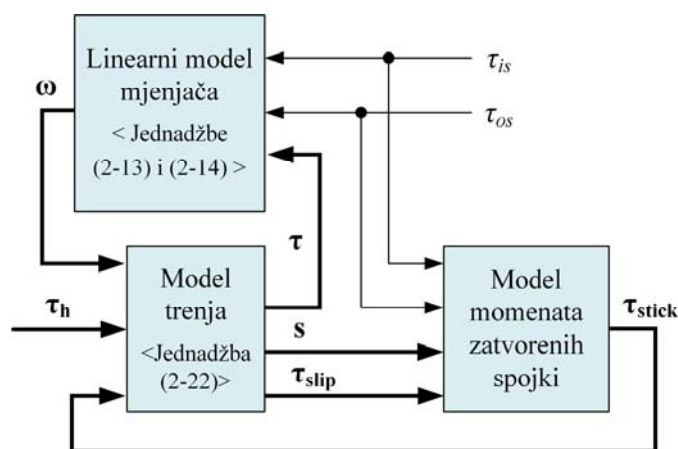 Linearni model
mjenjača
< Jednadžbe
(2-13) i (2-14) >
τis
τos
ω
τ
τh
Model
trenja
<Jednadžba
(2-22)>
s
τslip
Model
momenata
zatvorenih
spojki
τstick